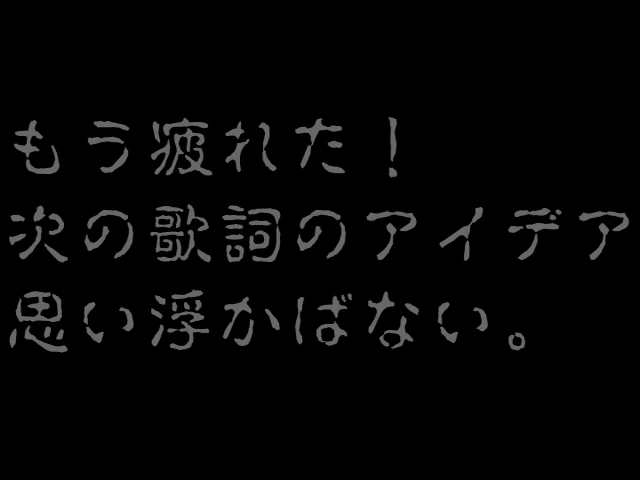 もう疲れた！
次の歌詞のアイデア
思い浮かばない。